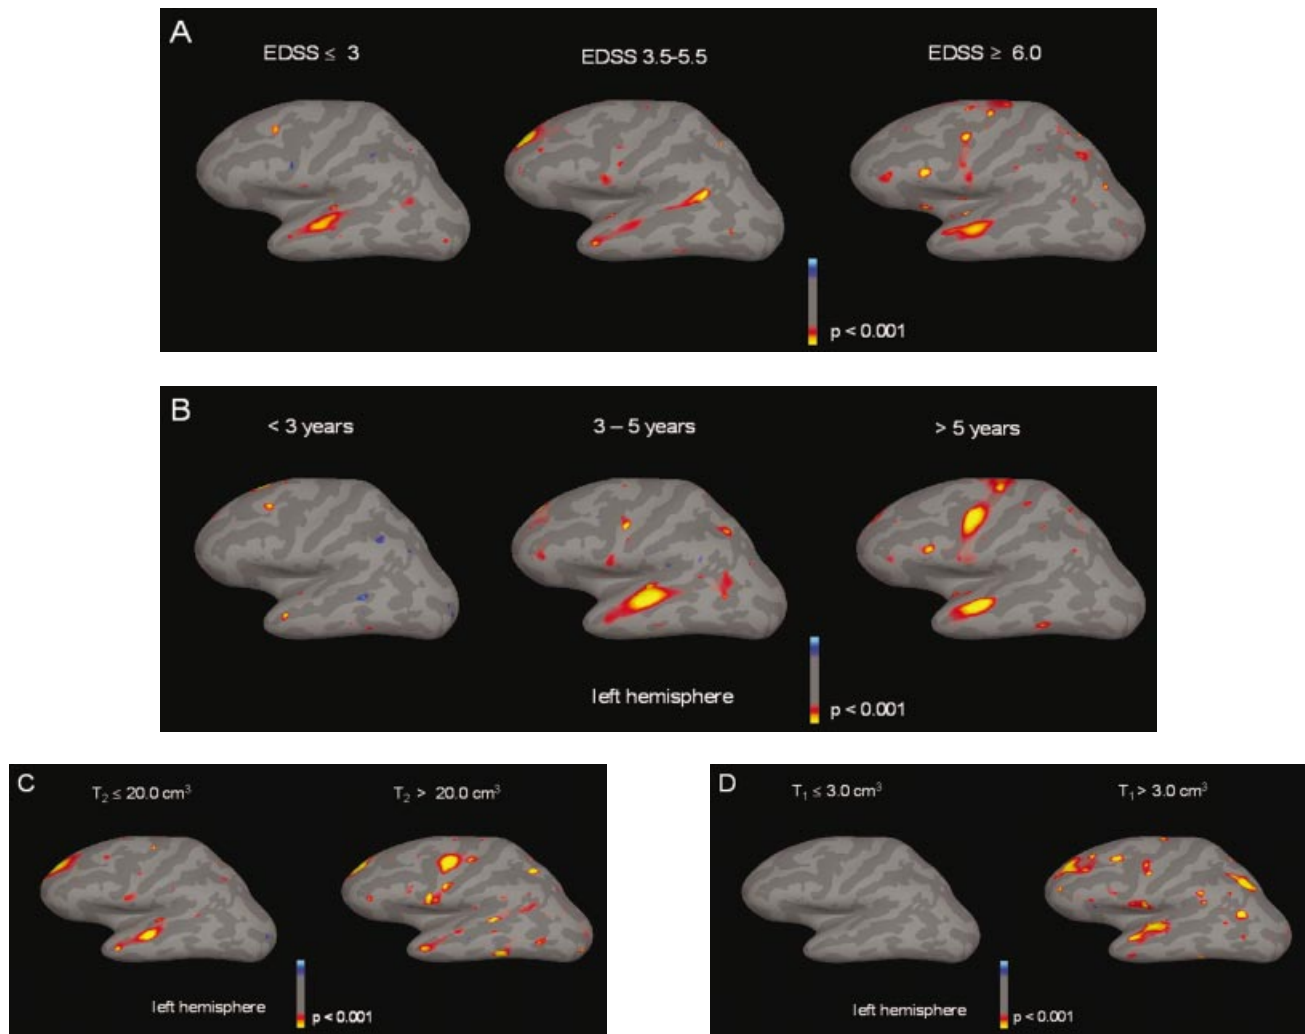 A
EDSS ≤ 3
EDSS 3.5-5.5
EDSS ≥ 6.0
p < 0.001
B
< 3 years
3 – 5 years
> 5 years
left hemisphere
p < 0.001
C
T₂ ≤ 20.0 cm³
T₂ > 20.0 cm³
left hemisphere
p < 0.001
D
T₁ ≤ 3.0 cm³
T₁ > 3.0 cm³
left hemisphere
p < 0.001